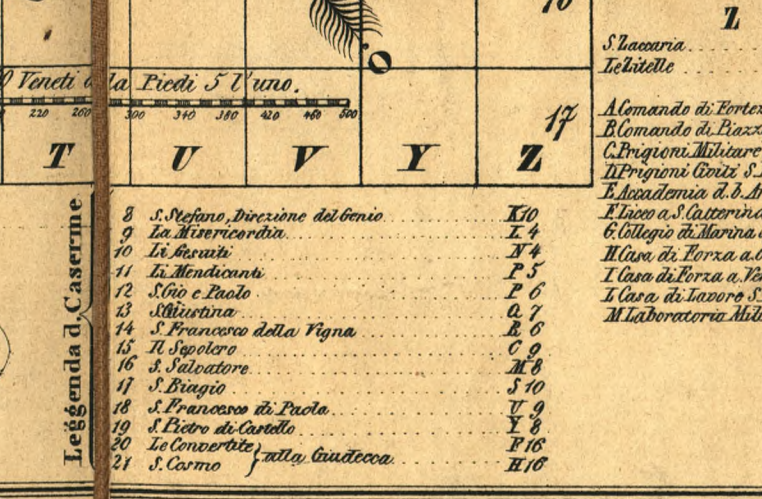 10
Z
S. Zaccaria
Le Zitelle
Veneti da Piedi 5 l'uno.
220 260 300 340 380 420 460 500
17
T U V Y Z
O
A Comando di Fortez
B. Comando di Piazz
C. Prigioni Militare
D Prigioni Civili S.
E Accademia d. b. Ar
F. Liceo a S. Catterina
G. Collegio di Marina
H Casa di Forza a.
I Casa di Forza a. Ve
L Casa di Lavore S.
M. Laboratorio Mili
Leggenda d. Caserme
8 S. Stefano, Direzione del Genio K 10
9 La Misericordia L 4
10 Li Gesuiti N 4
11 Li Mendicanti P 5
12 S. Gio e Paolo P 6
13 S. Giustina Q 7
14 S. Francesco della Vigna R 6
15 Il Sepolcro C 9
16 S. Salvatore M 8
17 S. Biagio S 10
18 S. Francesco di Paola U 9
19 S. Pietro di Castello Y 8
20 Le Convertite F 16
21 S. Cosmo } alla Giudecca H 16